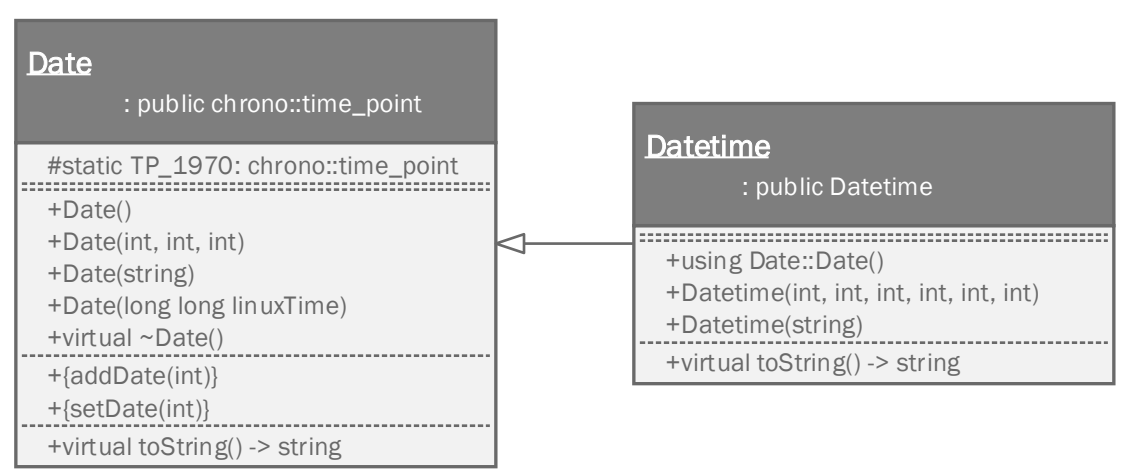 Date
: public chrono::time_point
#static TP_1970: chrono::time_point
+Date()
+Date(int, int, int)
+Date(string)
+Date(long long linuxTime)
+virtual ~Date()
+{addDate(int)}
+{setDate(int)}
+virtual toString() -> string
Datetime
: public Datetime
+using Date::Date()
+Datetime(int, int, int, int, int, int)
+Datetime(string)
+virtual toString() -> string